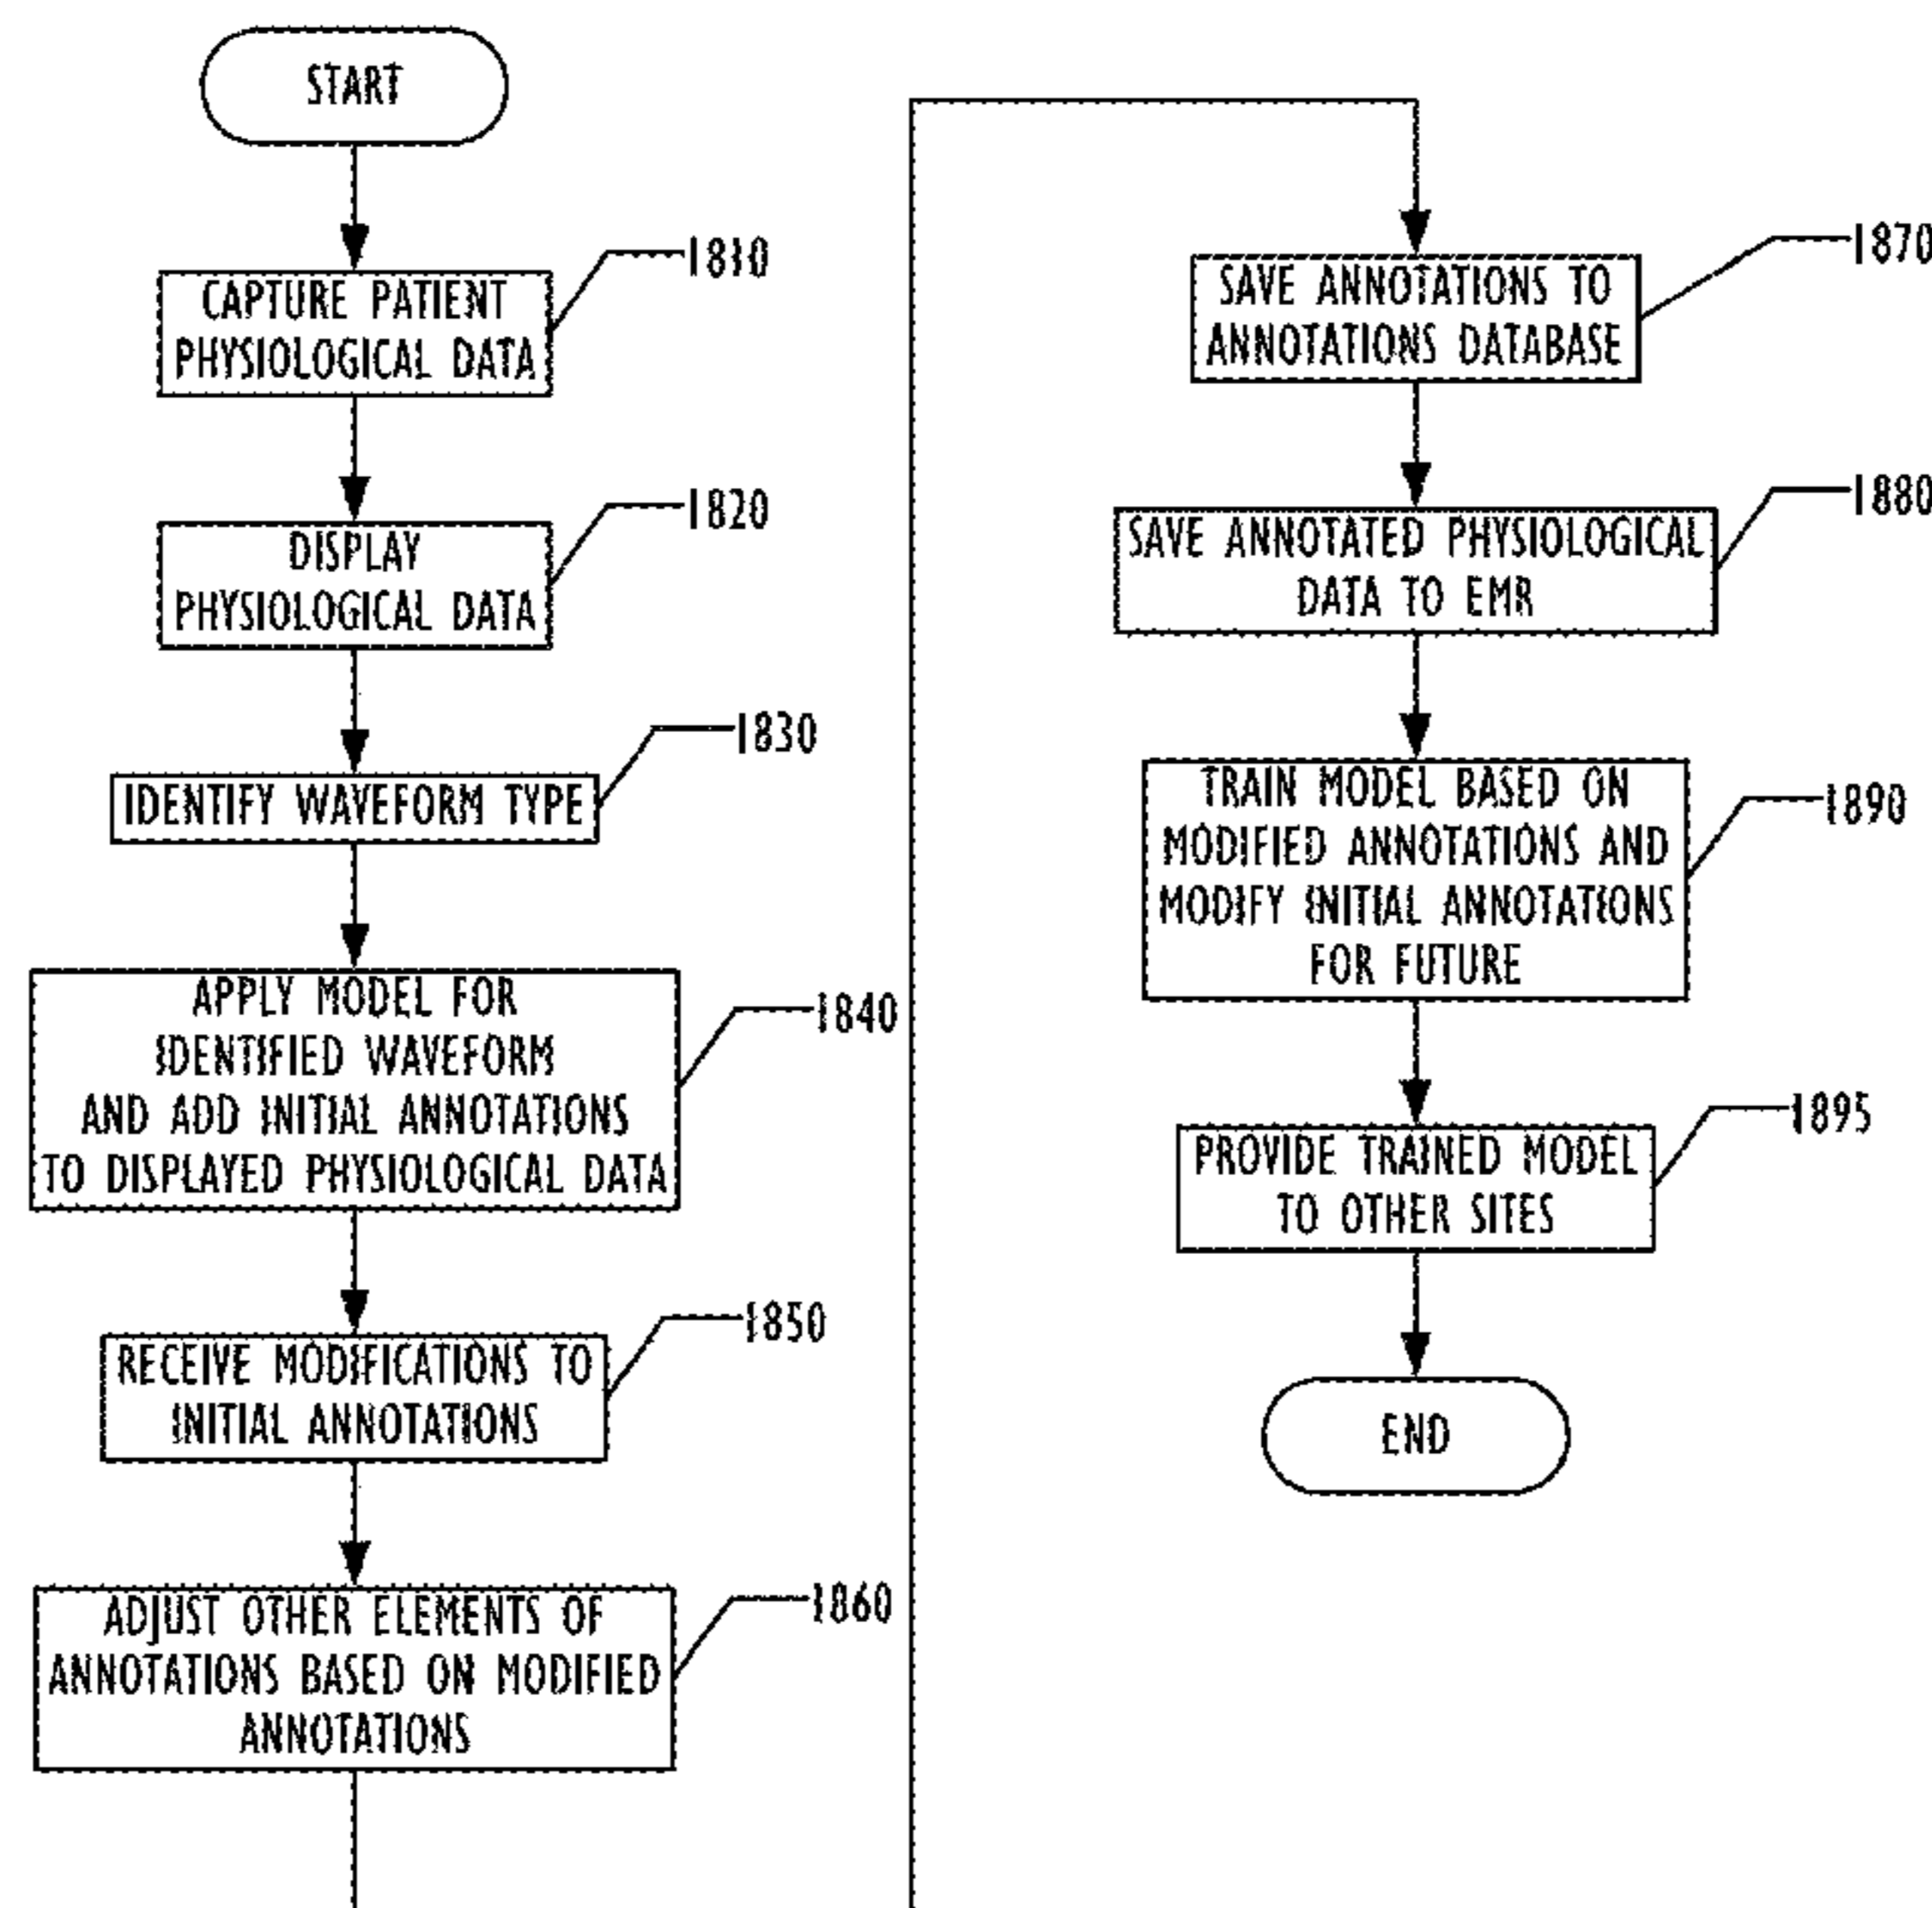 START
1810
CAPTURE PATIENT
PHYSIOLOGICAL DATA
1820
DISPLAY
PHYSIOLOGICAL DATA
1830
IDENTIFY WAVEFORM TYPE
1840
APPLY MODEL FOR
IDENTIFIED WAVEFORM
AND ADD INITIAL ANNOTATIONS
TO DISPLAYED PHYSIOLOGICAL DATA
1850
RECEIVE MODIFICATIONS TO
INITIAL ANNOTATIONS
1860
ADJUST OTHER ELEMENTS OF
ANNOTATIONS BASED ON MODIFIED
ANNOTATIONS
1870
SAVE ANNOTATIONS TO
ANNOTATIONS DATABASE
1880
SAVE ANNOTATED PHYSIOLOGICAL
DATA TO EMR
1890
TRAIN MODEL BASED ON
MODIFIED ANNOTATIONS AND
MODIFY INITIAL ANNOTATIONS
FOR FUTURE
1895
PROVIDE TRAINED MODEL
TO OTHER SITES
END